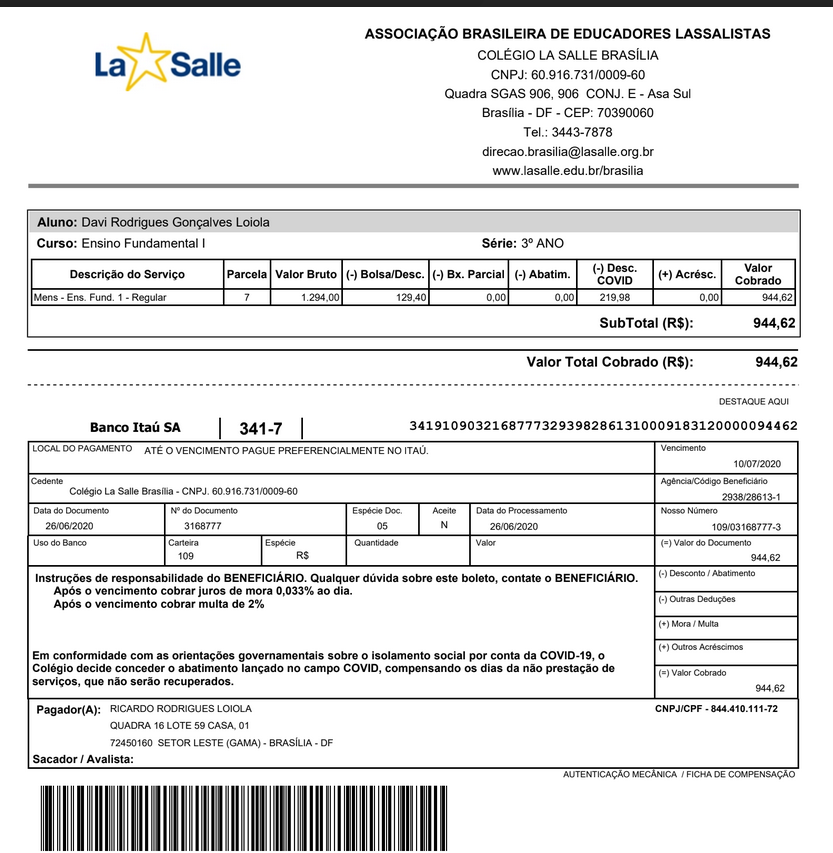 La Salle
ASSOCIAÇÃO BRASILEIRA DE EDUCADORES LASSALISTAS
COLÉGIO LA SALLE BRASÍLIA
CNPJ: 60.916.731/0009-60
Quadra SGAS 906, 906 CONJ. E - Asa Sul
Brasília - DF - CEP: 70390060
Tel.: 3443-7878
direcao.brasilia@lasalle.org.br
www.lasalle.edu.br/brasilia
Aluno: Davi Rodrigues Gonçalves Loiola
Curso: Ensino Fundamental I Série: 3º ANO
Descrição do Serviço Parcela Valor Bruto (-) Bolsa/Desc. (-) Bx. Parcial (-) Abatim. (-) Desc. COVID (+) Acrésc. Valor Cobrado
Mens - Ens. Fund. 1 - Regular 7 1.294,00 129,40 0,00 0,00 219,98 0,00 944,62
SubTotal (R$): 944,62
Valor Total Cobrado (R$): 944,62
DESTAQUE AQUI
Banco Itaú SA 341-7 34191090321687773293982861310009183120000094462
LOCAL DO PAGAMENTO ATÉ O VENCIMENTO PAGUE PREFERENCIALMENTE NO ITAÚ. Vencimento
10/07/2020
Cedente Agência/Código Beneficiário
Colégio La Salle Brasília - CNPJ. 60.916.731/0009-60 2938/28613-1
Data do Documento Nº do Documento Espécie Doc. Aceite Data do Processamento Nosso Número
26/06/2020 3168777 05 N 26/06/2020 109/03168777-3
Uso do Banco Carteira Espécie Quantidade Valor (=) Valor do Documento
109 R$ 944,62
Instruções de responsabilidade do BENEFICIÁRIO. Qualquer dúvida sobre este boleto, contate o BENEFICIÁRIO. (-) Desconto / Abatimento
Após o vencimento cobrar juros de mora 0,033% ao dia.
Após o vencimento cobrar multa de 2% (-) Outras Deduções
(+) Mora / Multa
(+) Outros Acréscimos
Em conformidade com as orientações governamentais sobre o isolamento social por conta da COVID-19, o
Colégio decide conceder o abatimento lançado no campo COVID, compensando os dias da não prestação de
serviços, que não serão recuperados.
(=) Valor Cobrado
944,62
Pagador(A): RICARDO RODRIGUES LOIOLA CNPJ/CPF - 844.410.111-72
QUADRA 16 LOTE 59 CASA, 01
72450160 SETOR LESTE (GAMA) - BRASÍLIA - DF
Sacador / Avalista:
AUTENTICAÇÃO MECÂNICA / FICHA DE COMPENSAÇÃO